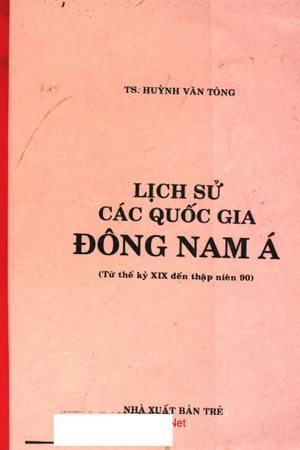 TS. HUỲNH VĂN TÒNG
LỊCH SỬ
CÁC QUỐC GIA
ĐÔNG NAM Á
(Từ thế kỷ XIX đến thập niên 90)
NHÀ XUẤT BẢN TRẺ
Net